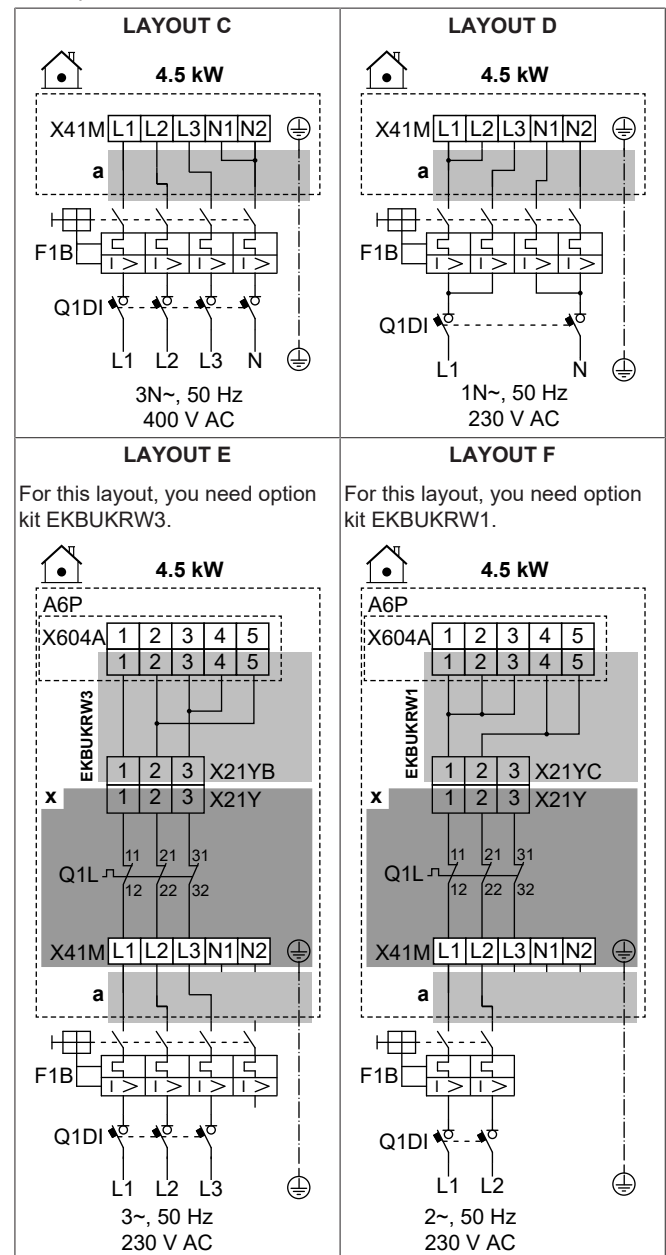 LAYOUT C
4.5 kW
X41M L1 L2 L3 N1 N2
a
F1B
I > I > I > I >
Q1DI
L1 L2 L3 N
3N~, 50 Hz
400 V AC
LAYOUT D
4.5 kW
X41M L1 L2 L3 N1 N2
a
F1B
I > I > I > I >
Q1DI
L1 N
1N~, 50 Hz
230 V AC
LAYOUT E
For this layout, you need option
kit EKBUKRW3.
4.5 kW
A6P
X604A 1 2 3 4 5
1 2 3 4 5
EKBUKRW3
1 2 3 X21YB
x 1 2 3 X21Y
11 21 31
Q1L
12 22 32
X41M L1 L2 L3 N1 N2
a
F1B
I > I > I > I >
Q1DI
L1 L2 L3
3~, 50 Hz
230 V AC
LAYOUT F
For this layout, you need option
kit EKBUKRW1.
4.5 kW
A6P
X604A 1 2 3 4 5
1 2 3 4 5
EKBUKRW1
1 2 3 X21YC
x 1 2 3 X21Y
11 21 31
Q1L
12 22 32
X41M L1 L2 L3 N1 N2
a
F1B
I > I >
Q1DI
L1 L2
2~, 50 Hz
230 V AC